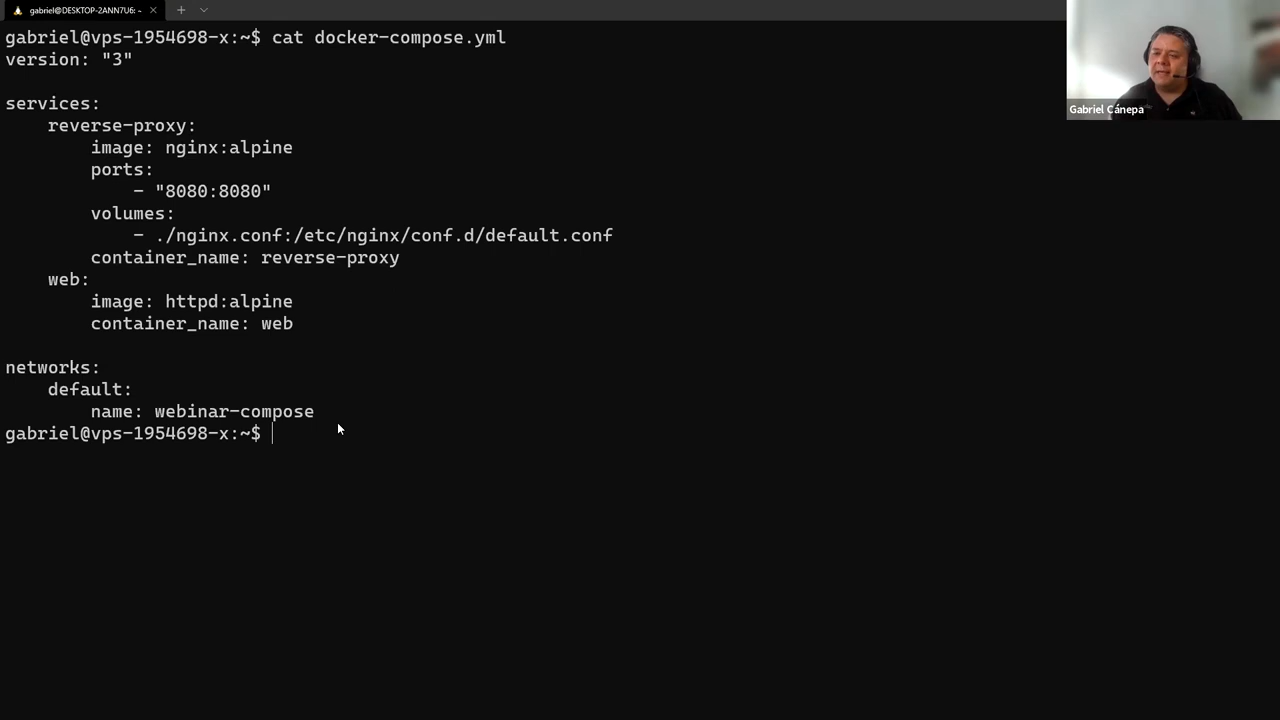 gabriel@DESKTOP-2ANN7U6: ~
gabriel@vps-1954698-x:~$ cat docker-compose.yml
version: "3"
services:
    reverse-proxy:
        image: nginx:alpine
        ports:
            - "8080:8080"
        volumes:
            - ./nginx.conf:/etc/nginx/conf.d/default.conf
        container_name: reverse-proxy
    web:
        image: httpd:alpine
        container_name: web
networks:
    default:
        name: webinar-compose
gabriel@vps-1954698-x:~$
Gabriel Cánepa